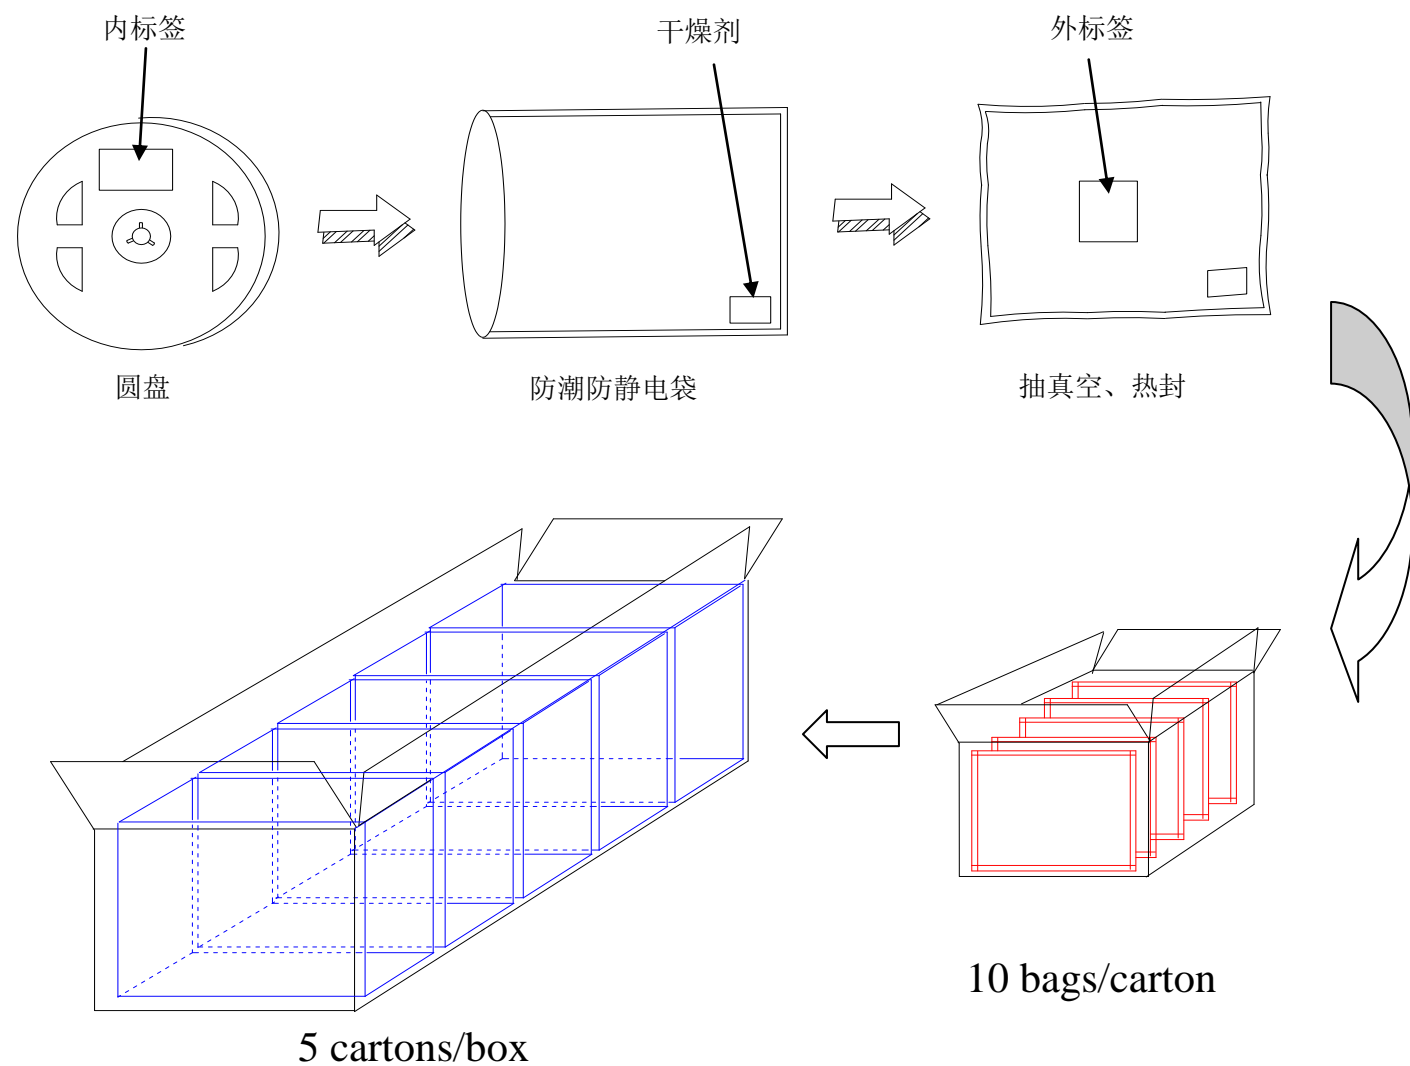 内标签
干燥剂
外标签
圆盘
防潮防静电袋
抽真空、热封
10 bags/carton
5 cartons/box